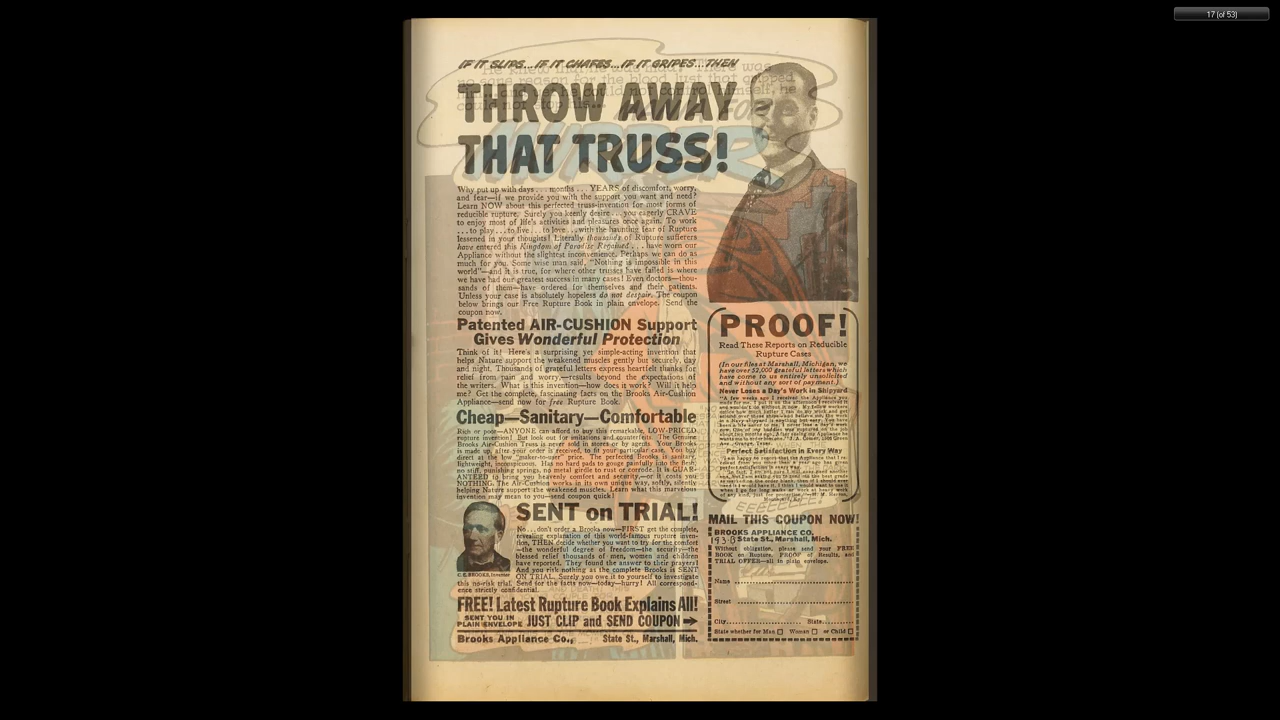 17 (of 53)
IF IT SLIPS...IF IT CHAFES...IF IT GRIPES...THEN
THROW AWAY
THAT TRUSS!
Why put up with days . . . months . . . YEARS of discomfort, worry,
and fear—if we provide you with the support you want and need?
Learn NOW about this perfected truss-invention for most forms of
reducible rupture. Surely you keenly desire . . . you eagerly CRAVE
to enjoy most of life's activities and pleasures once again. To work
. . . to play . . . to live . . . to love . . . with the haunting fear of Rupture
lessened in your thoughts! Literally thousands of Rupture sufferers
have entered this Kingdom of Paradise Regained . . . have worn our
Appliance without the slightest inconvenience. Perhaps we can do as
much for you. Some wise man said, "Nothing is impossible in this
world"—and it is true, for where other trusses have failed is where
we have had our greatest success in many cases! Even doctors—thou-
sands of them—have ordered for themselves and their patients.
Unless your case is absolutely hopeless do not despair. The coupon
below brings our Free Rupture Book in plain envelope. Send the
coupon now.
Patented AIR-CUSHION Support
Gives Wonderful Protection
Think of it! Here's a surprising yet simple-acting invention that
helps Nature support the weakened muscles gently but securely, day
and night. Thousands of grateful letters express heartfelt thanks for
relief from pain and worry,—results beyond the expectations of
the writers. What is this invention—how does it work? Will it help
me? Get the complete, fascinating facts on the Brooks Air-Cushion
Appliance—send now for free Rupture Book.
Cheap—Sanitary—Comfortable
Rich or poor—ANYONE can afford to buy this remarkable, LOW-PRICED
rupture invention! But look out for imitations and counterfeits. The Genuine
Brooks Air-Cushion Truss is never sold in stores or by agents. Your Brooks
is made up, after your order is received, to fit your particular case. You buy
direct at the low "maker-to-user" price. The perfected Brooks is sanitary,
lightweight, inconspicuous. Has no hard pads to gouge painfully into the flesh,
no stiff, punishing springs, no metal girdle to rust or corrode. It is GUAR-
ANTEED to bring you heavenly comfort and security,—or it costs you
NOTHING. The Air-Cushion works in its own unique way, softly, silently
helping Nature support the weakened muscles. Learn what this marvelous
invention may mean to you—send coupon quick!
C. E. BROOKS, Inventor
SENT on TRIAL!
No . . . don't order a Brooks now—FIRST get the complete,
revealing explanation of this world-famous rupture inven-
tion, THEN decide whether you want to try for the comfort
—the wonderful degree of freedom—the security—the
blessed relief thousands of men, women and children
have reported. They found the answer to their prayers!
And you risk nothing as the complete Brooks is SENT
ON TRIAL. Surely you owe it to yourself to investigate
this no-risk trial. Send for the facts now—today—hurry! All correspond-
ence strictly confidential.
FREE! Latest Rupture Book Explains All!
SENT YOU IN
PLAIN ENVELOPE
JUST CLIP and SEND COUPON
Brooks Appliance Co., State St., Marshall, Mich.
PROOF!
Read These Reports on Reducible
Rupture Cases
(In our files at Marshall, Michigan, we
have over 52,000 grateful letters which
have come to us entirely unsolicited
and without any sort of payment.)
Never Loses a Day's Work in Shipyard
"A few weeks ago I received the Appliance you
Perfect Satisfaction in Every Way
MAIL THIS COUPON NOW!
BROOKS APPLIANCE CO.
State St., Marshall, Mich.
Without obligation, please send your FREE
BOOK on Rupture, PROOF of Results, and
TRIAL OFFER—all in plain envelope.
Name
Street
City State
State whether for Man Woman or Child